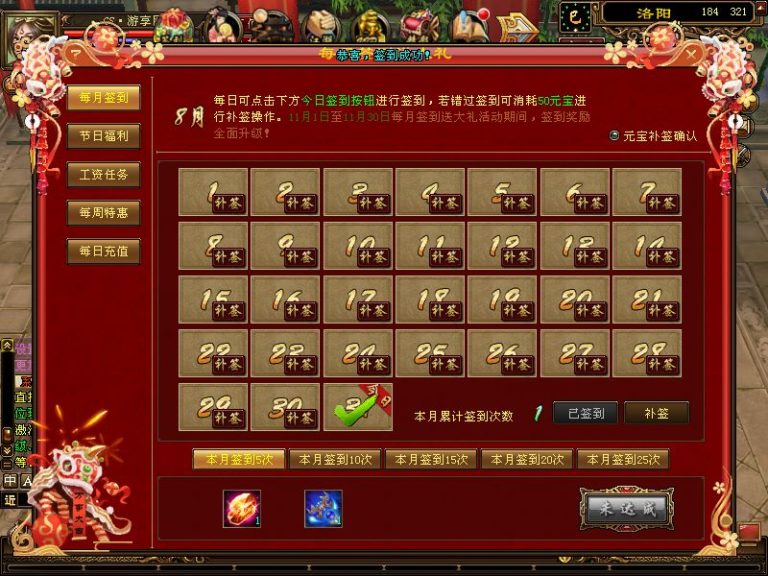 洛阳 184 321
恭喜，签到成功！
每月签到
节日福利
工资任务
每周特惠
每日充值
8月
每日可点击下方今日签到按钮进行签到，若错过签到可消耗50元宝进
行补签操作。11月1日至11月30日每月签到送大礼活动期间，签到奖励
全面升级！
元宝补签确认
1 补签 2 补签 3 补签 4 补签 5 补签 6 补签 7 补签
8 补签 9 补签 10 补签 11 补签 12 补签 13 补签 14 补签
15 补签 16 补签 17 补签 18 补签 19 补签 20 补签 21 补签
22 补签 23 补签 24 补签 25 补签 26 补签 27 补签 28 补签
29 补签 30 补签 31 今日
本月累计签到次数 1 已签到 补签
本月签到5次 本月签到10次 本月签到15次 本月签到20次 本月签到25次
1 1
未达成
万事大吉
中 A
近